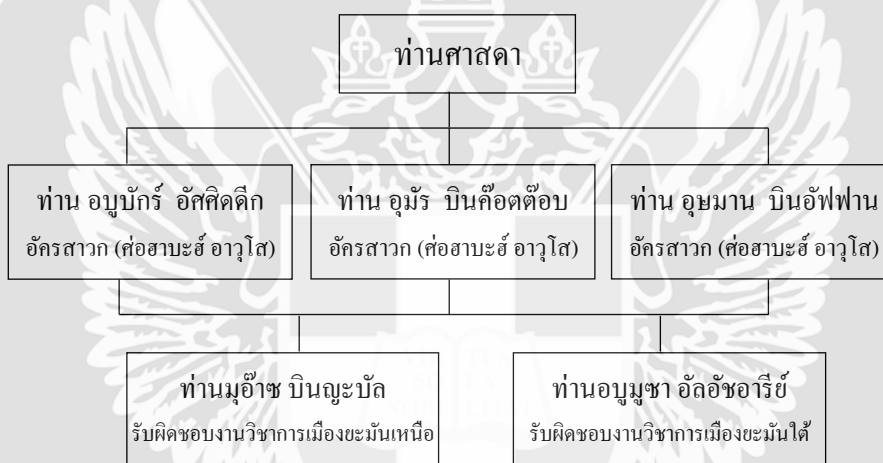 ท่านศาสดา
ท่าน อบูบักร์ อัศศิดดีก
อัครสาวก (ศ่อฮาบะฮ์ อาวุโส)
ท่าน อุมัร บินค๊อตต๊อบ
อัครสาวก (ศ่อฮาบะฮ์ อาวุโส)
ท่าน อุษมาน บินอัฟฟาน
อัครสาวก (ศ่อฮาบะฮ์ อาวุโส)
ท่านมุอ๊าซ บินญะบัล
รับผิดชอบงานวิชาการเมืองยะมันเหนือ
ท่านอบูมูซา อัลอัชอารีย์
รับผิดชอบงานวิชาการเมืองยะมันใต้